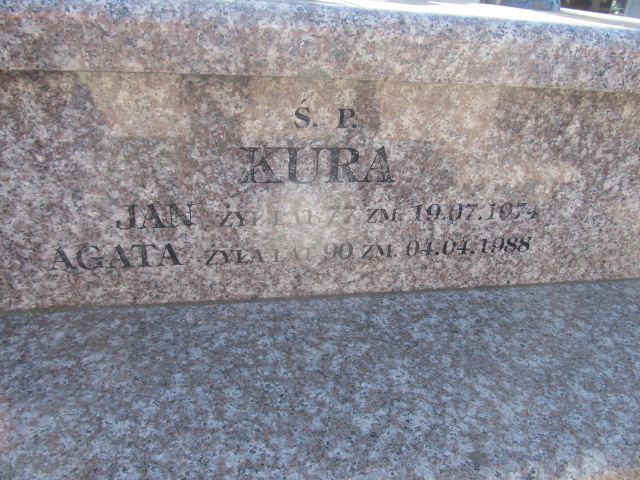 Ś. P.
KURA
JAN ŻYŁ LAT 77 ZM. 19.07.1974
AGATA ŻYŁA LAT 90 ZM. 04.04.1988